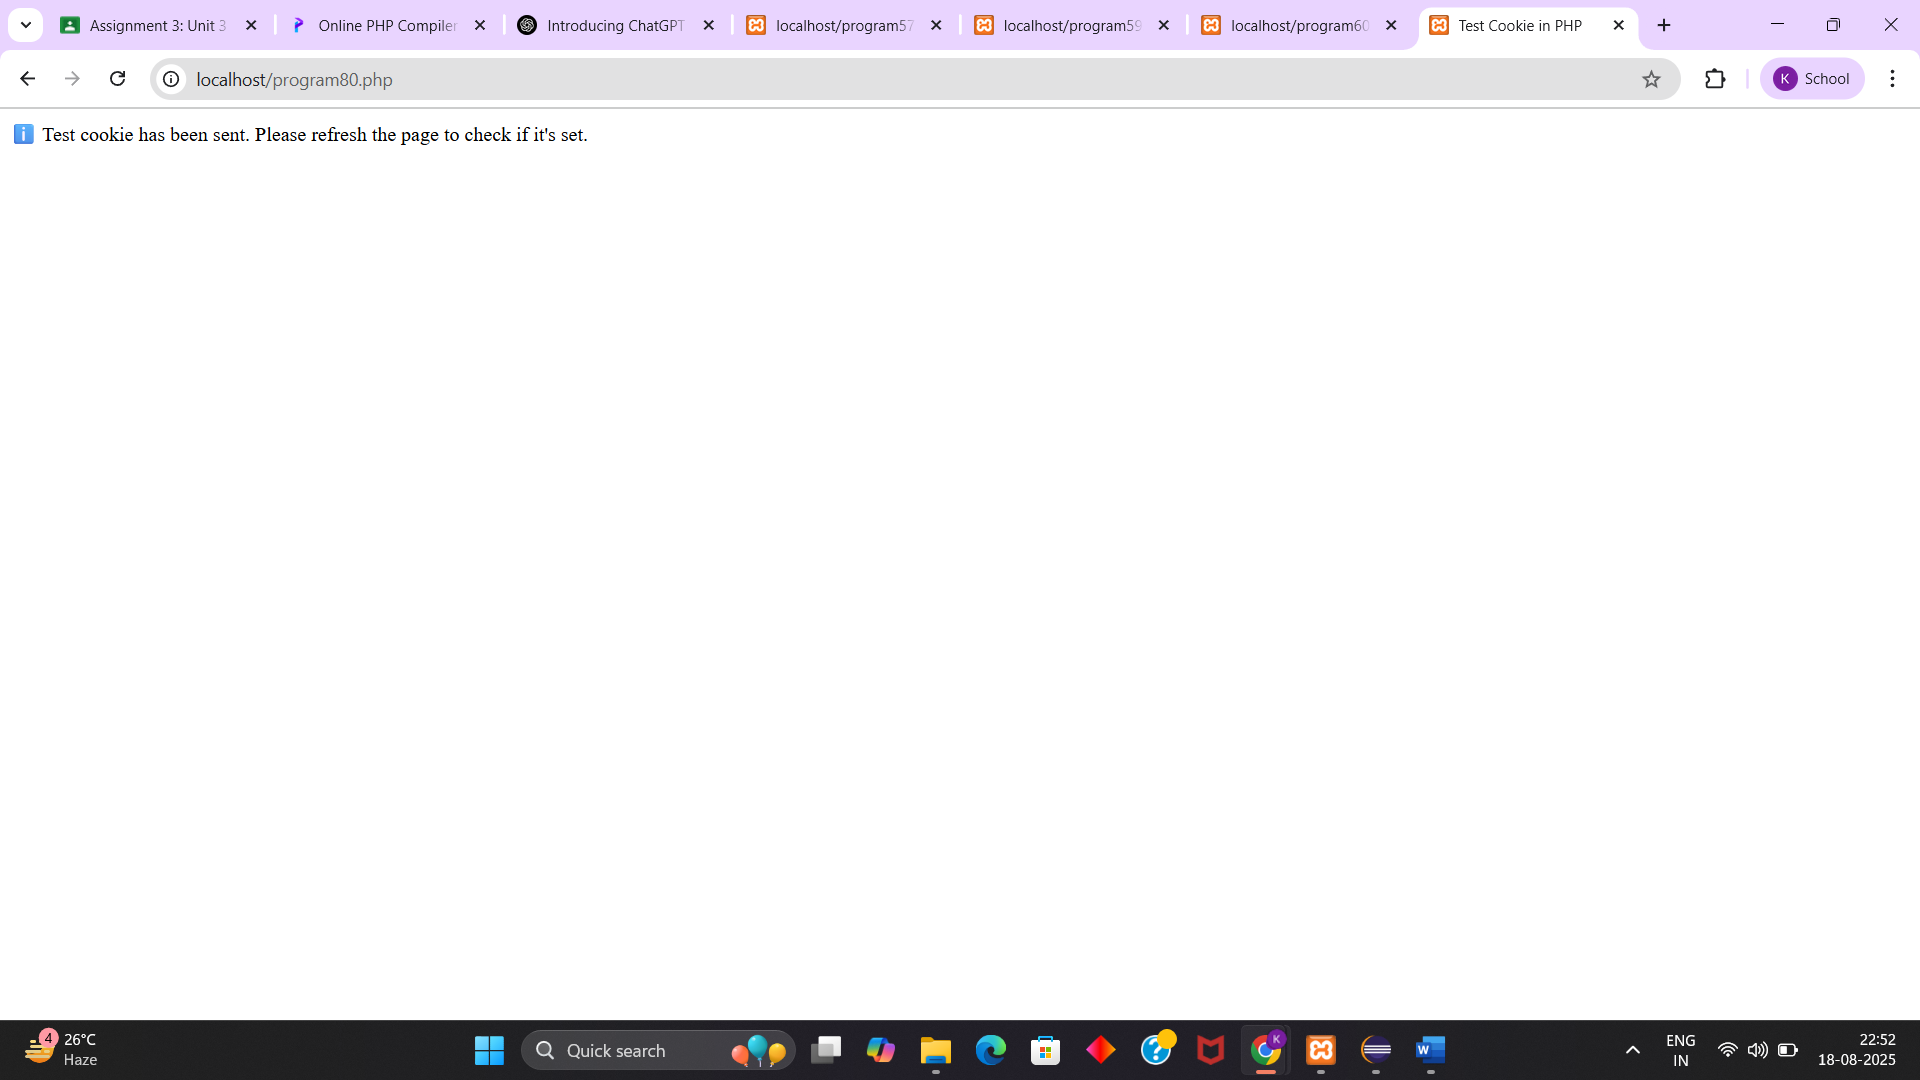 Assignment 3: Unit 3
Online PHP Compiler
Introducing ChatGPT
localhost/program57
localhost/program59
localhost/program60
Test Cookie in PHP
localhost/program80.php
K School
Test cookie has been sent. Please refresh the page to check if it's set.
4
26°C
Haze
Quick search
K
W
ENG
IN
22:52
18-08-2025